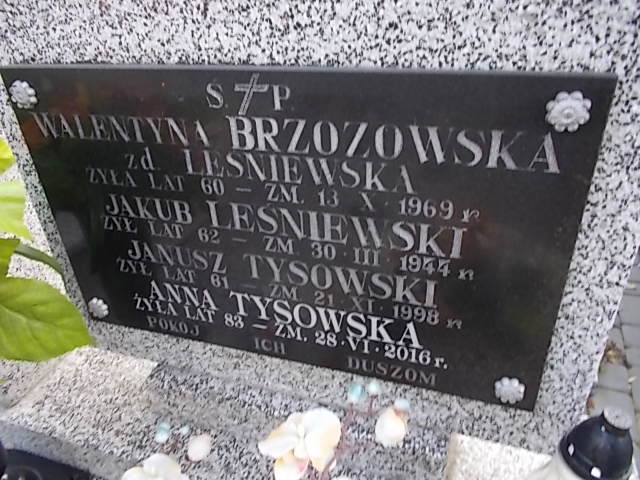 S. P.
WALENTYNA BRZOZOWSKA
zd. LEŚNIEWSKA
ŻYŁA LAT 60 – ZM. 13 X 1969 R
JAKUB LEŚNIEWSKI
ŻYŁ LAT 62 – ZM 30 · III 1944 R
JANUSZ TYSOWSKI
ŻYŁ LAT 61 – ZM 21 · XI · 1998 R
ANNA TYSOWSKA
ŻYŁA LAT 83 – ZM. 28 · VI · 2016 r.
POKÓJ ICH DUSZOM